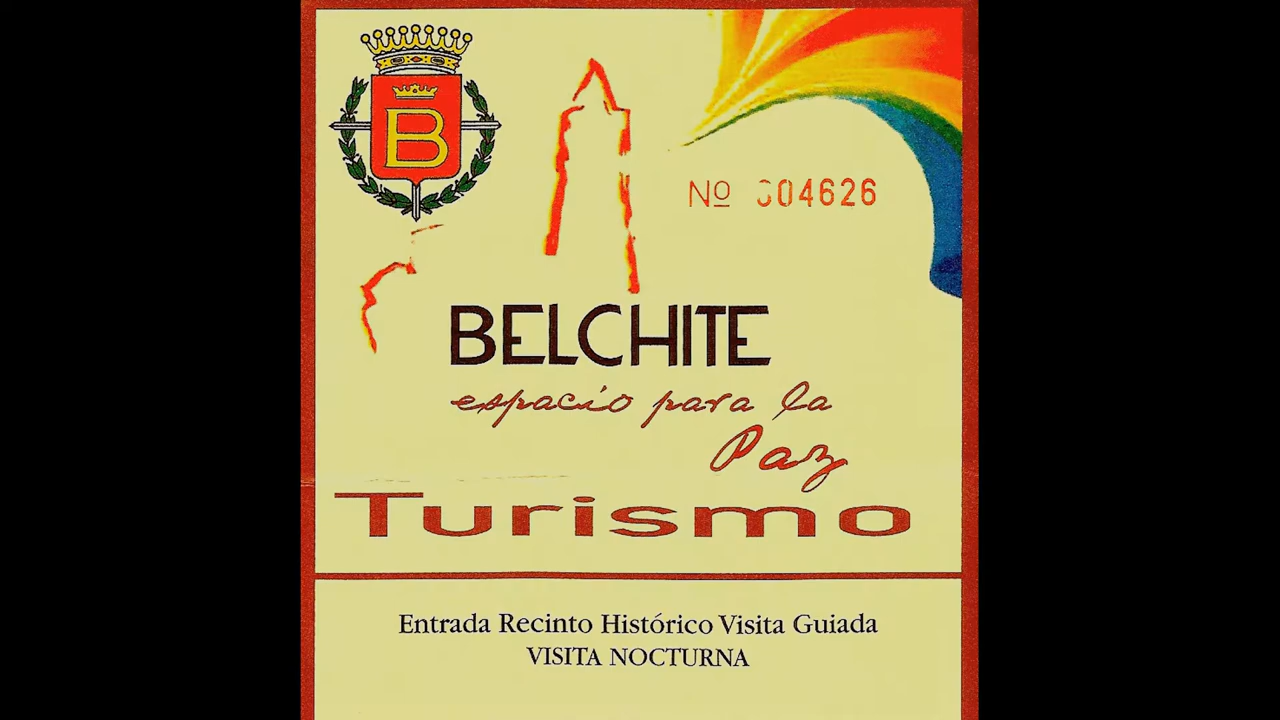 B
Nº 004626
BELCHITE
espacio para la
Paz
Turismo
Entrada Recinto Histórico Visita Guiada
VISITA NOCTURNA